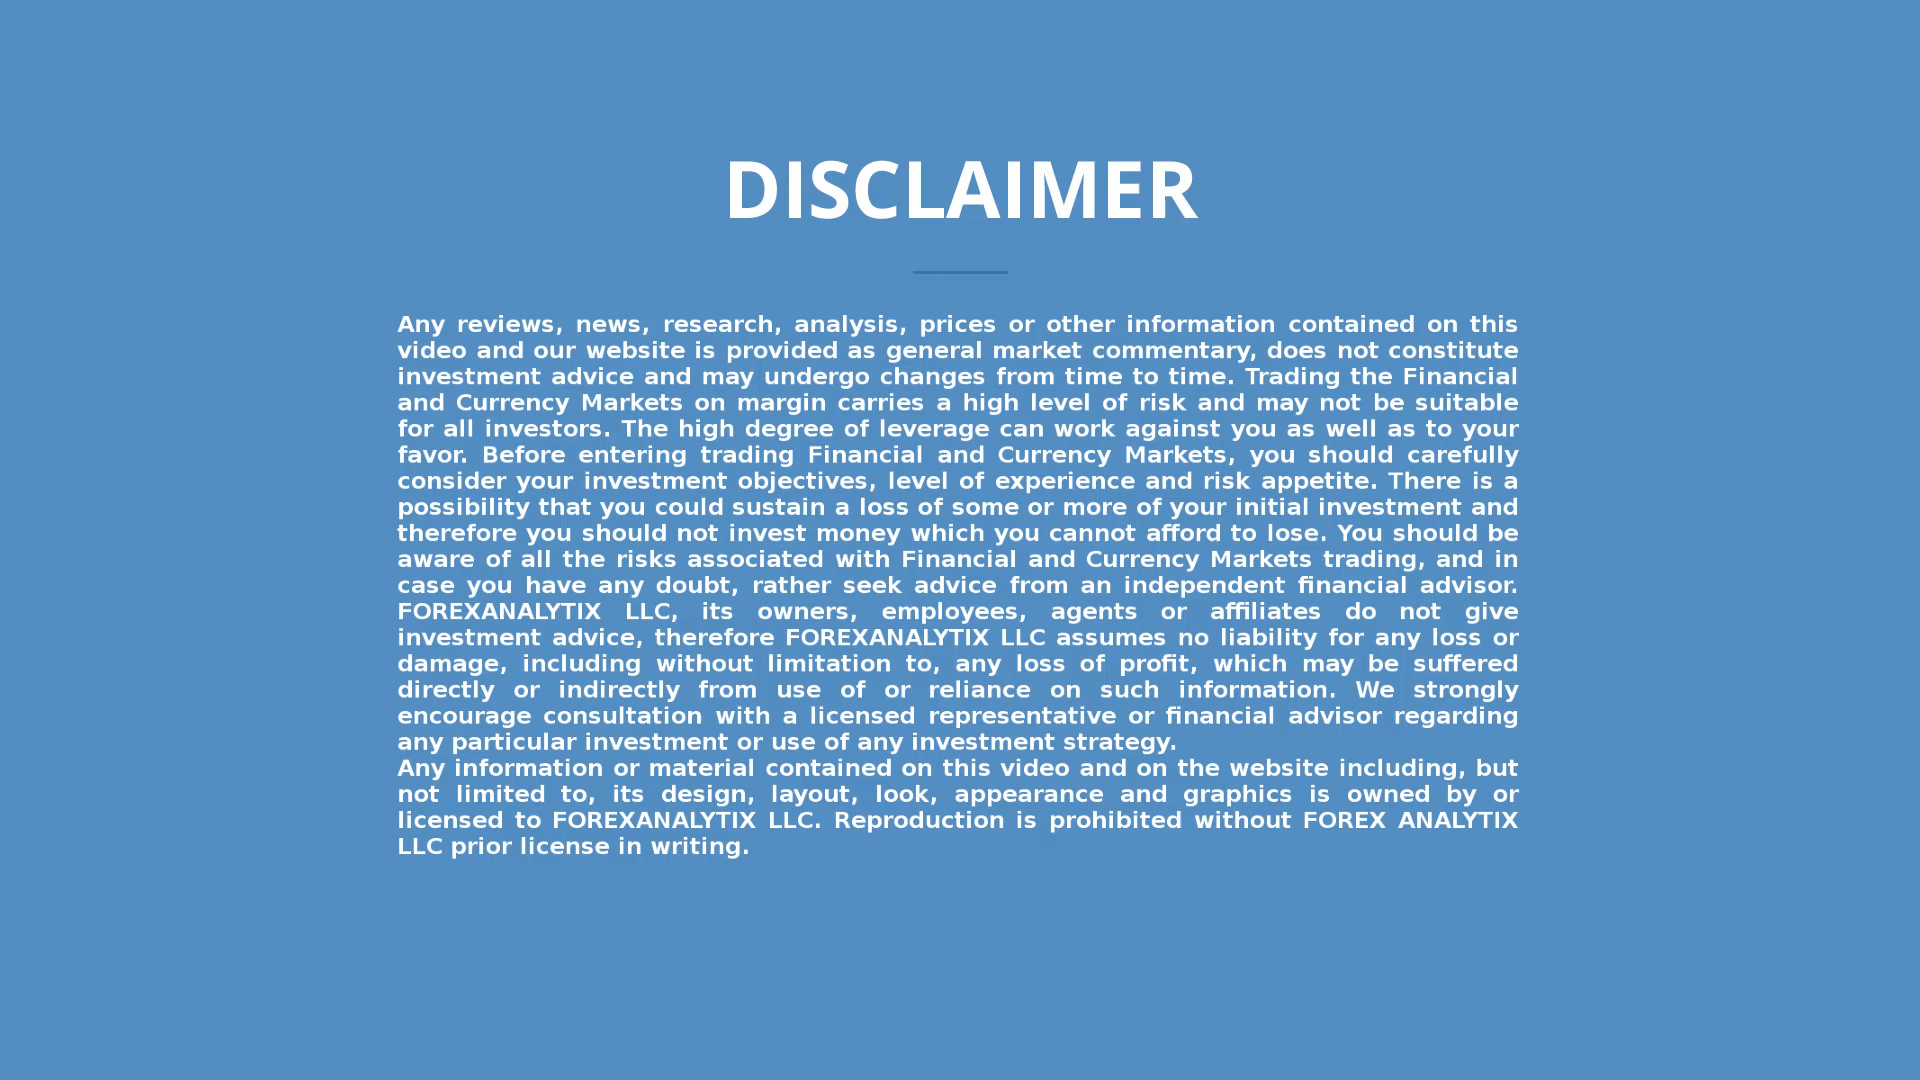 DISCLAIMER
Any reviews, news, research, analysis, prices or other information contained on this
video and our website is provided as general market commentary, does not constitute
investment advice and may undergo changes from time to time. Trading the Financial
and Currency Markets on margin carries a high level of risk and may not be suitable
for all investors. The high degree of leverage can work against you as well as to your
favor. Before entering trading Financial and Currency Markets, you should carefully
consider your investment objectives, level of experience and risk appetite. There is a
possibility that you could sustain a loss of some or more of your initial investment and
therefore you should not invest money which you cannot afford to lose. You should be
aware of all the risks associated with Financial and Currency Markets trading, and in
case you have any doubt, rather seek advice from an independent financial advisor.
FOREXANALYTIX LLC, its owners, employees, agents or affiliates do not give
investment advice, therefore FOREXANALYTIX LLC assumes no liability for any loss or
damage, including without limitation to, any loss of profit, which may be suffered
directly or indirectly from use of or reliance on such information. We strongly
encourage consultation with a licensed representative or financial advisor regarding
any particular investment or use of any investment strategy.
Any information or material contained on this video and on the website including, but
not limited to, its design, layout, look, appearance and graphics is owned by or
licensed to FOREXANALYTIX LLC. Reproduction is prohibited without FOREX ANALYTIX
LLC prior license in writing.